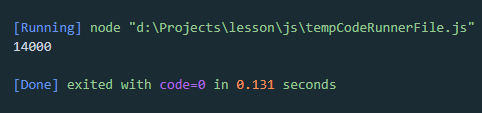 [Running] node "d:\Projects\lesson\js\tempCodeRunnerFile.js"
14000
[Done] exited with code=0 in 0.131 seconds